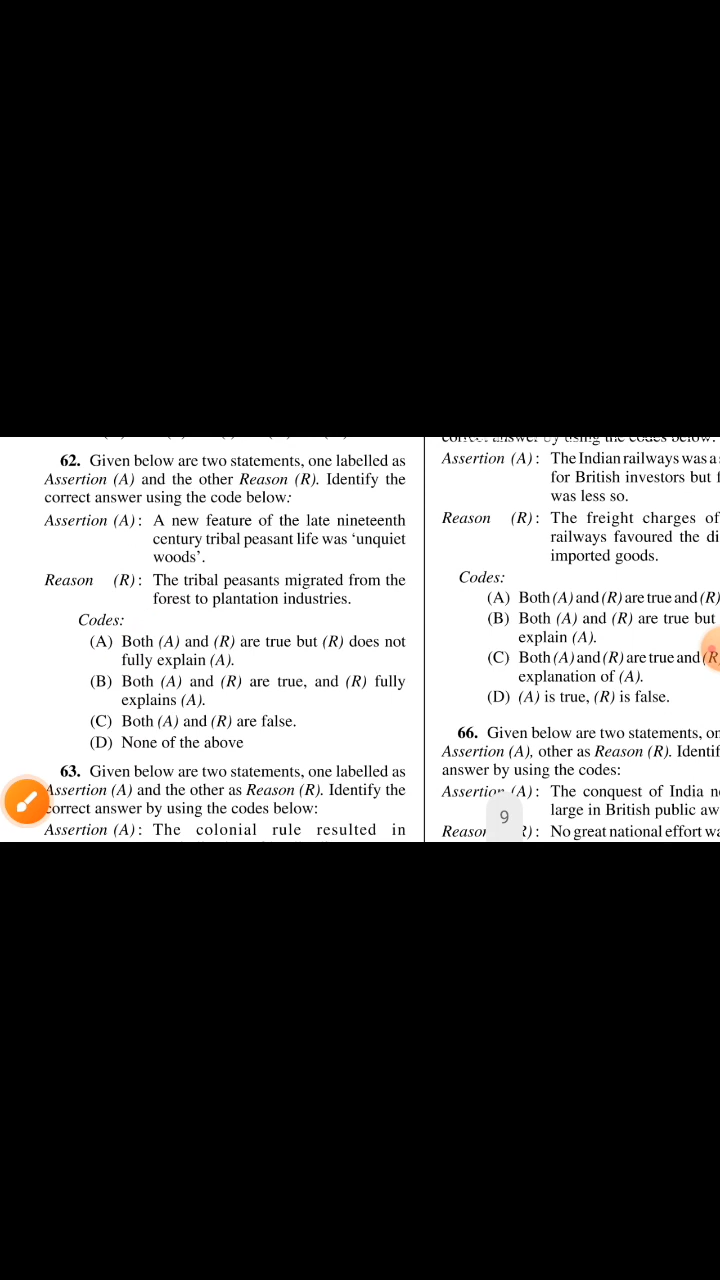 62. Given below are two statements, one labelled as
Assertion (A) and the other Reason (R). Identify the
correct answer using the code below:
Assertion (A): A new feature of the late nineteenth
century tribal peasant life was ‘unquiet
woods’.
Reason (R): The tribal peasants migrated from the
forest to plantation industries.
Codes:
(A) Both (A) and (R) are true but (R) does not
fully explain (A).
(B) Both (A) and (R) are true, and (R) fully
explains (A).
(C) Both (A) and (R) are false.
(D) None of the above
63. Given below are two statements, one labelled as
Assertion (A) and the other as Reason (R). Identify the
correct answer by using the codes below:
Assertion (A): The colonial rule resulted in
answer by using the codes below:
Assertion (A): The Indian railways was a
for British investors but
was less so.
Reason (R): The freight charges of
railways favoured the
imported goods.
Codes:
(A) Both (A) and (R) are true and (R)
(B) Both (A) and (R) are true but
explain (A).
(C) Both (A) and (R) are true and (R
explanation of (A).
(D) (A) is true, (R) is false.
66. Given below are two statements,
Assertion (A), other as Reason (R).
answer by using the codes:
Assertion (A): The conquest of India
large in British public
9
Reason R): No great national effort